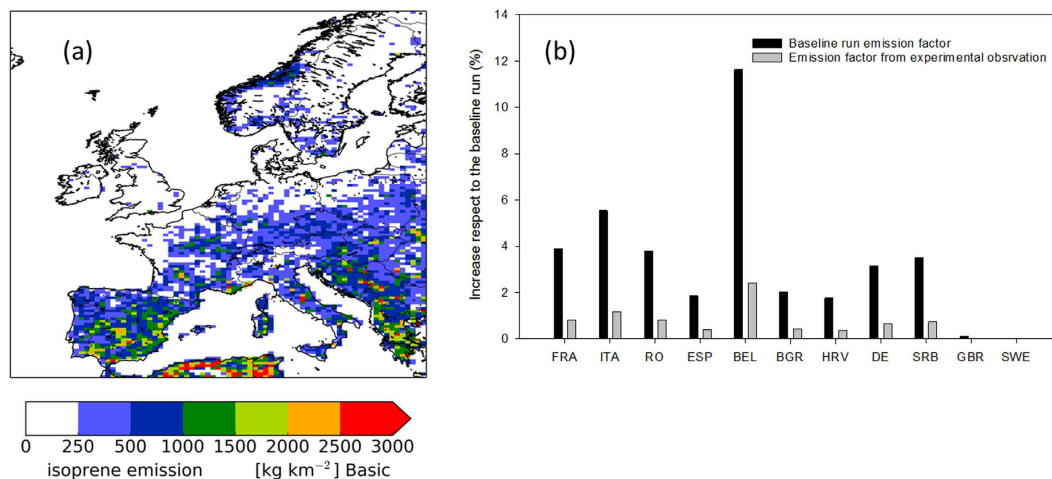 (a)
0 250 500 1000 1500 2000 2500 3000
isoprene emission [kg km⁻²] Basic
(b)
Baseline run emission factor
Emission factor from experimental obsrvation
Increase respect to the baseline run (%)
14
12
10
8
6
4
2
0
FRA ITA RO ESP BEL BGR HRV DE SRB GBR SWE